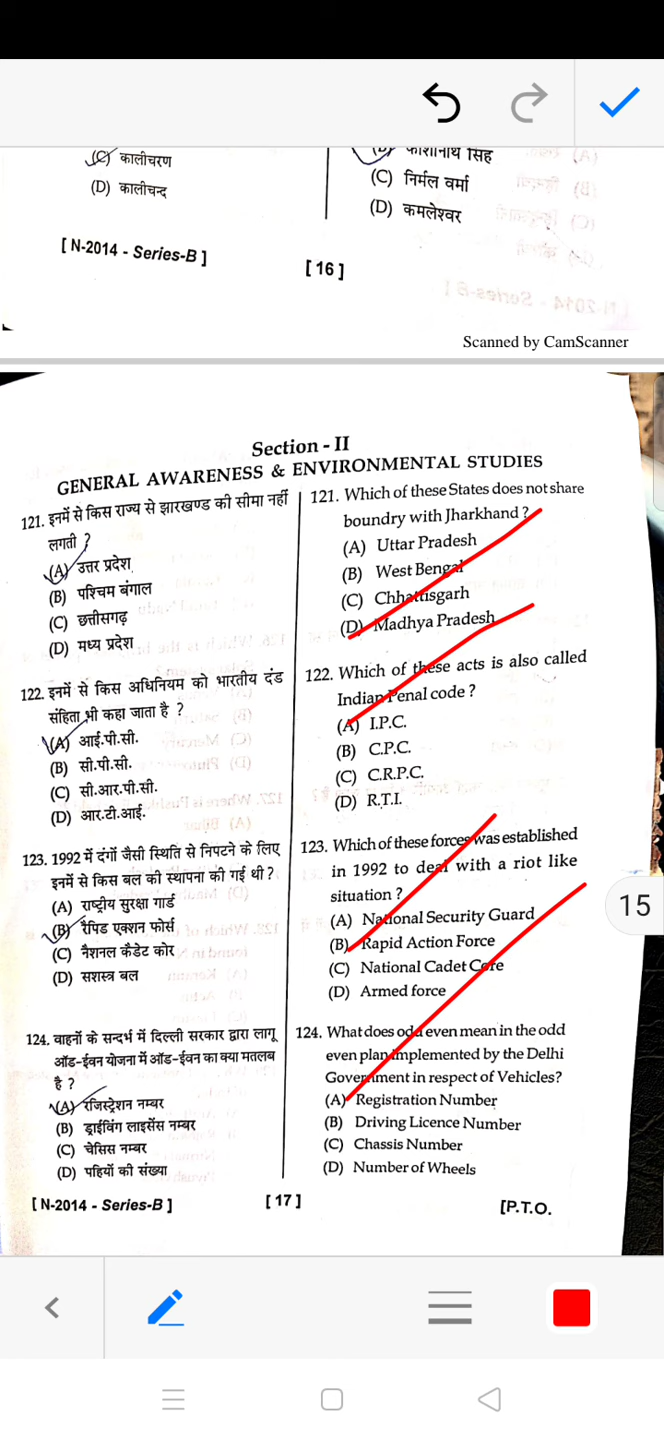 (C) कालीचरण
(D) कालीचन्द
(B) काशीनाथ सिंह
(C) निर्मल वर्मा
(D) कमलेश्वर
[ N-2014 - Series-B ]
[ 16 ]
Scanned by CamScanner
Section - II
GENERAL AWARENESS & ENVIRONMENTAL STUDIES
121. इनमें से किस राज्य से झारखण्ड की सीमा नहीं
लगती ?
(A) उत्तर प्रदेश
(B) पश्चिम बंगाल
(C) छत्तीसगढ़
(D) मध्य प्रदेश
122. इनमें से किस अधिनियम को भारतीय दंड
संहिता भी कहा जाता है ?
(A) आई.पी.सी.
(B) सी.पी.सी.
(C) सी.आर.पी.सी.
(D) आर.टी.आई.
123. 1992 में दंगों जैसी स्थिति से निपटने के लिए
इनमें से किस बल की स्थापना की गई थी ?
(A) राष्ट्रीय सुरक्षा गार्ड
(B) रैपिड एक्शन फोर्स
(C) नैशनल कैडेट कोर
(D) सशस्त्र बल
124. वाहनों के सन्दर्भ में दिल्ली सरकार द्वारा लागू
ऑड-ईवन योजना में ऑड-ईवन का क्या मतलब
है ?
(A) रजिस्ट्रेशन नम्बर
(B) ड्राईविंग लाइसेंस नम्बर
(C) चेसिस नम्बर
(D) पहियों की संख्या
121. Which of these States does not share
boundry with Jharkhand ?
(A) Uttar Pradesh
(B) West Bengal
(C) Chhattisgarh
(D) Madhya Pradesh
122. Which of these acts is also called
Indian Penal code ?
(A) I.P.C.
(B) C.P.C.
(C) C.R.P.C.
(D) R.T.I.
123. Which of these forces was established
in 1992 to deal with a riot like
situation ?
(A) National Security Guard
(B) Rapid Action Force
(C) National Cadet Core
(D) Armed force
124. What does odd even mean in the odd
even plan implemented by the Delhi
Government in respect of Vehicles?
(A) Registration Number
(B) Driving Licence Number
(C) Chassis Number
(D) Number of Wheels
15
[ N-2014 - Series-B ]
[ 17 ]
[P.T.O.